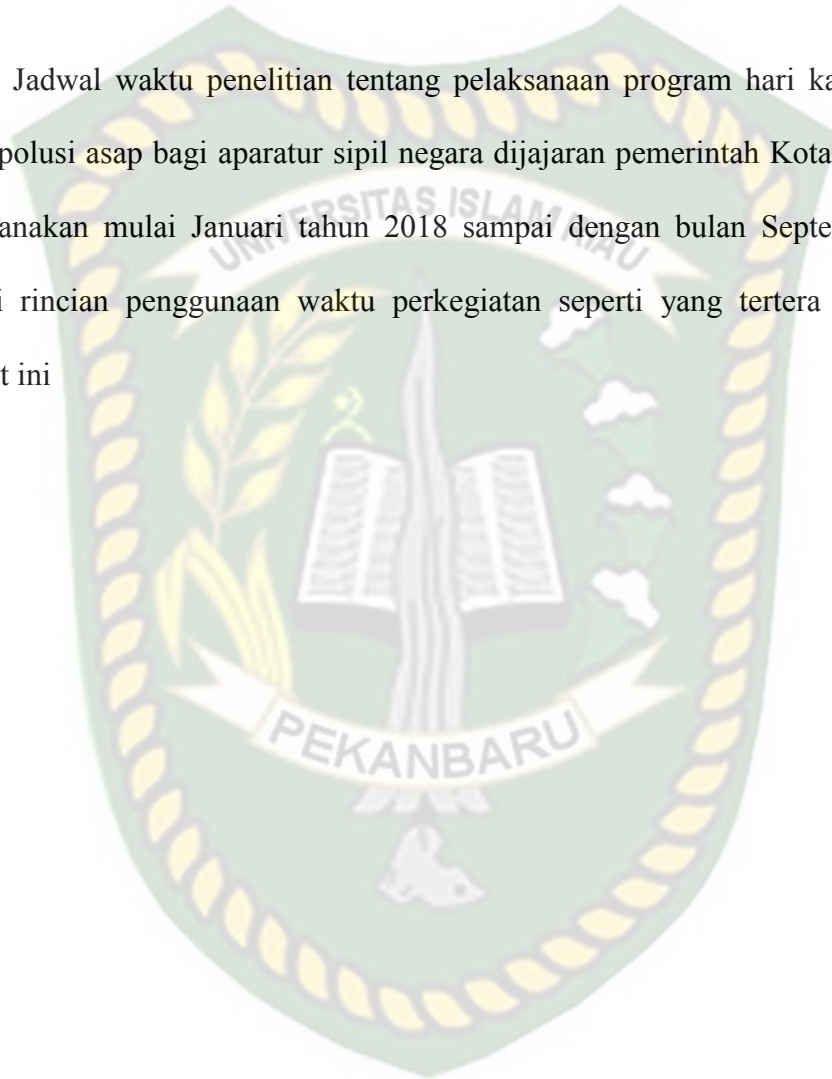 Jadwal waktu penelitian tentang pelaksanaan program hari ka
polusi asap bagi aparatur sipil negara dijajaran pemerintah Kota
anakan mulai Januari tahun 2018 sampai dengan bulan Septe
i rincian penggunaan waktu perkegiatan seperti yang tertera
t ini
UNIVERSITAS ISLAM RIAU
PEKANBARU